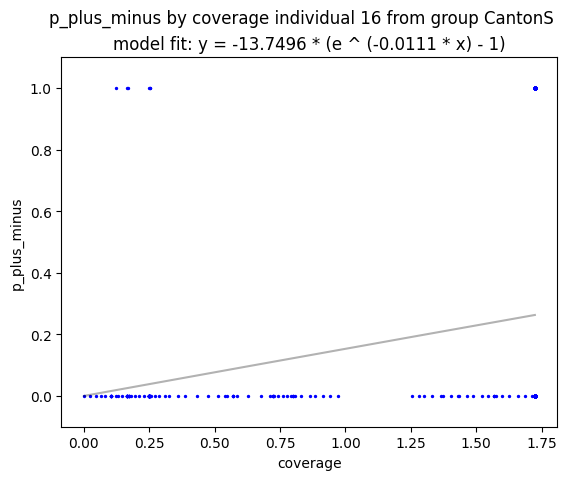 p_plus_minus by coverage individual 16 from group CantonS
model fit: y = -13.7496 * (e ^ (-0.0111 * x) - 1)
1.0
0.8
0.6
0.4
0.2
0.0
p_plus_minus
0.00 0.25 0.50 0.75 1.00 1.25 1.50 1.75
coverage